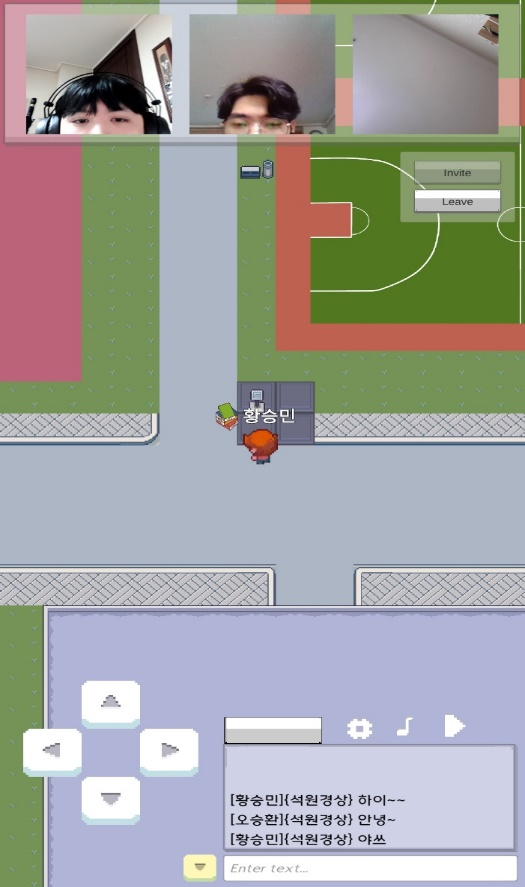 Invite
Leave
황승민
[황승민]{석원경상} 하이~~
[오승환]{석원경상} 안녕~
[황승민]{석원경상} 야쓰
Enter text...